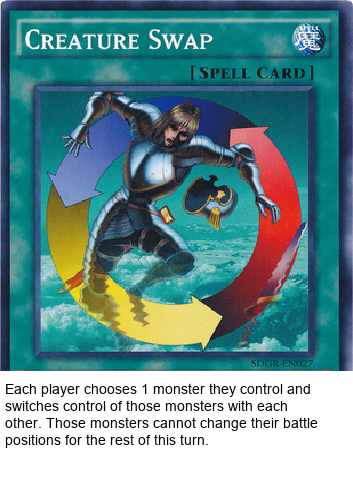 CREATURE SWAP
[SPELL CARD]
SDGR-EN027
Each player chooses 1 monster they control and
switches control of those monsters with each
other. Those monsters cannot change their battle
positions for the rest of this turn.